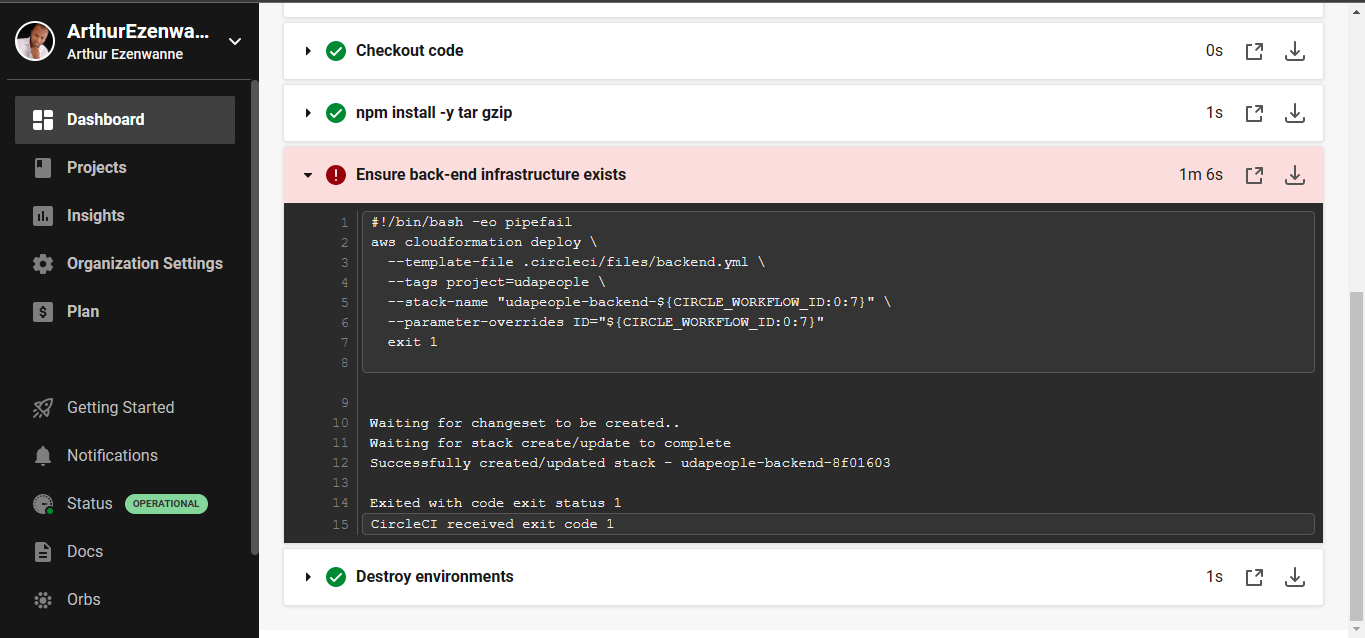 ArthurEzenwa...
Arthur Ezenwanne
Dashboard
Projects
Insights
Organization Settings
Plan
Getting Started
Notifications
Status OPERATIONAL
Docs
Orbs
Checkout code 0s
npm install -y tar gzip 1s
Ensure back-end infrastructure exists 1m 6s
1 #!/bin/bash -eo pipefail
2 aws cloudformation deploy \
3 --template-file .circleci/files/backend.yml \
4 --tags project=udapeople \
5 --stack-name "udapeople-backend-${CIRCLE_WORKFLOW_ID:0:7}" \
6 --parameter-overrides ID="${CIRCLE_WORKFLOW_ID:0:7}"
7 exit 1
8
9
10 Waiting for changeset to be created..
11 Waiting for stack create/update to complete
12 Successfully created/updated stack - udapeople-backend-8f01603
13
14 Exited with code exit status 1
15 CircleCI received exit code 1
Destroy environments 1s